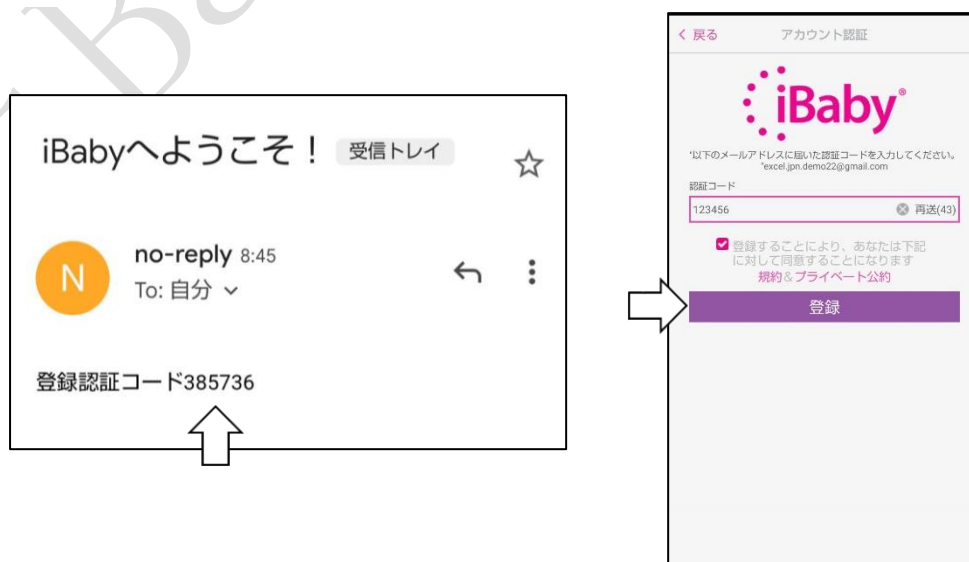 iBabyへようこそ！ 受信トレイ
N
no-reply 8:45
To: 自分
登録認証コード385736
< 戻る アカウント認証
iBaby®
*以下のメールアドレスに届いた認証コードを入力してください。
*excel.jpn.demo22@gmail.com
認証コード
123456 再送(43)
登録することにより、あなたは下記
に対して同意することになります
規約&プライベート公約
登録